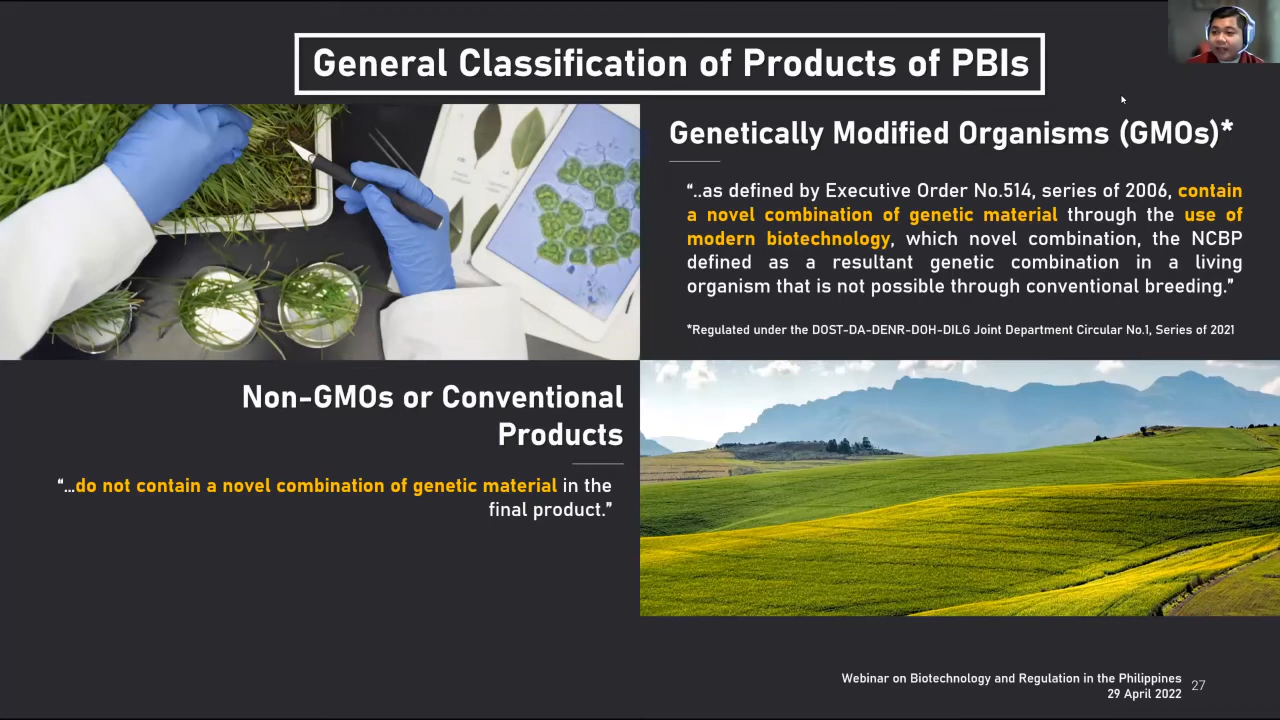 General Classification of Products of PBIs
Genetically Modified Organisms (GMOs)*
“..as defined by Executive Order No.514, series of 2006, contain
a novel combination of genetic material through the use of
modern biotechnology, which novel combination, the NCBP
defined as a resultant genetic combination in a living
organism that is not possible through conventional breeding.”
*Regulated under the DOST-DA-DENR-DOH-DILG Joint Department Circular No.1, Series of 2021
Non-GMOs or Conventional
Products
“…do not contain a novel combination of genetic material in the
final product.”
Webinar on Biotechnology and Regulation in the Philippines
29 April 2022
27